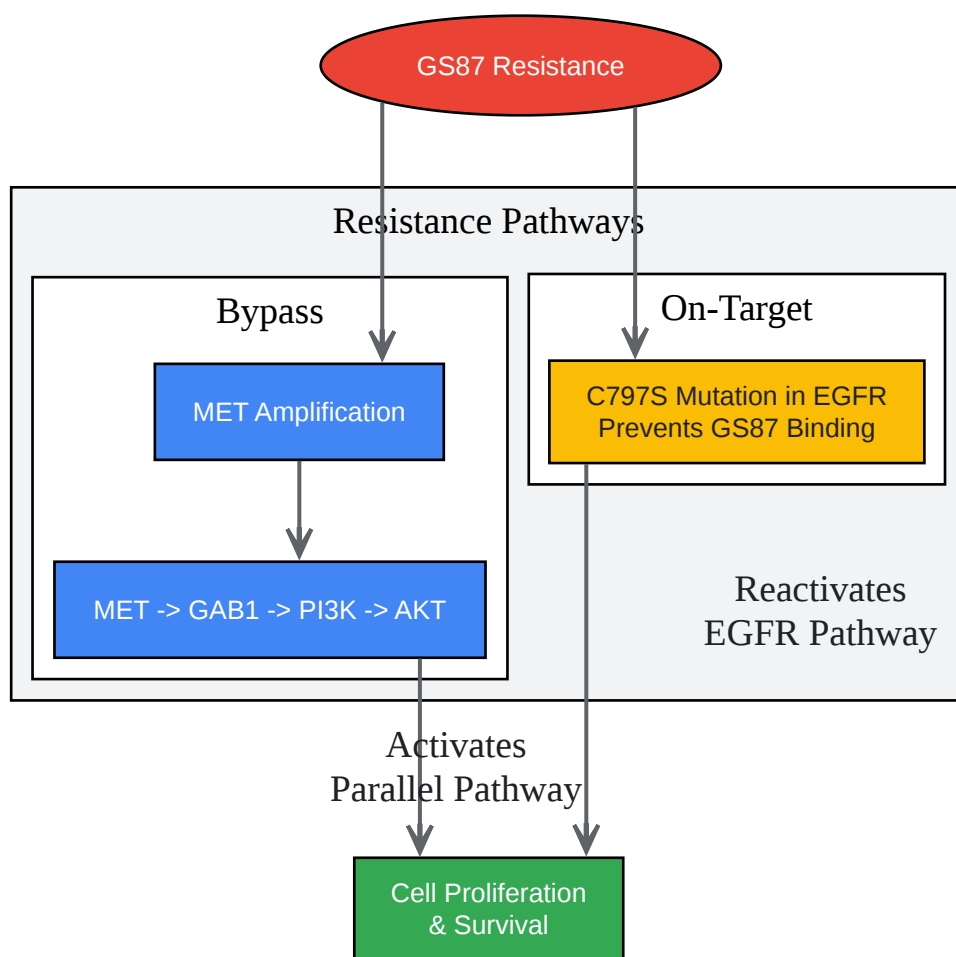 GS87 Resistance
Resistance Pathways
Bypass
On-Target
MET Amplification
C797S Mutation in EGFR
Prevents GS87 Binding
MET -> GAB1 -> PI3K -> AKT
Reactivates
EGFR Pathway
Activates
Parallel Pathway
Cell Proliferation
& Survival